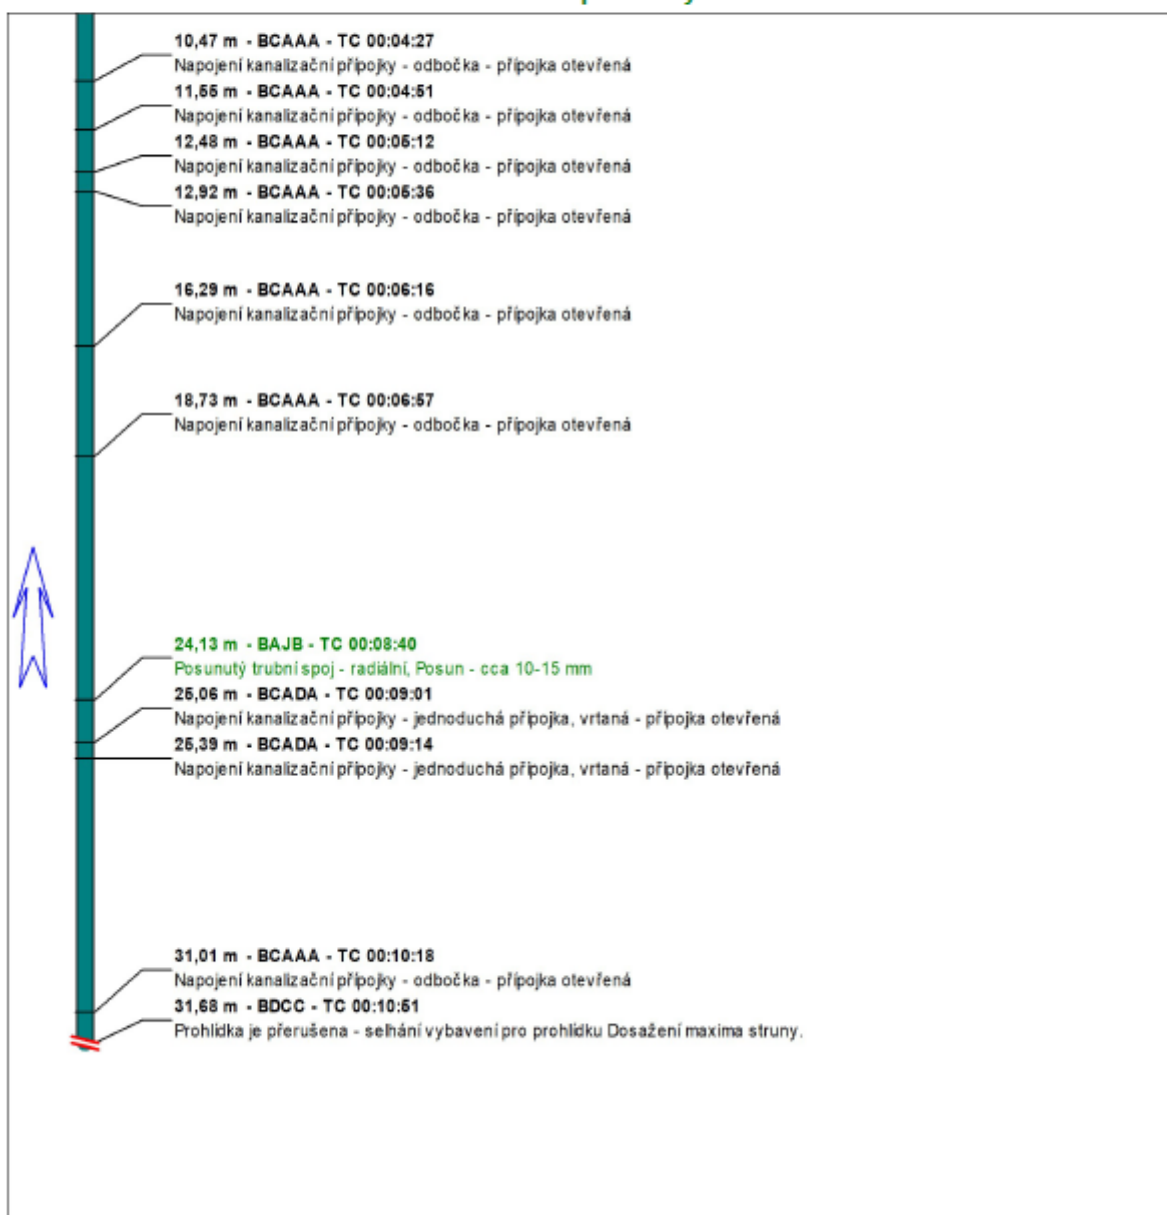 10,47 m - BCAAA - TC 00:04:27
Napojení kanalizační přípojky - odbočka - přípojka otevřená
11,55 m - BCAAA - TC 00:04:51
Napojení kanalizační přípojky - odbočka - přípojka otevřená
12,48 m - BCAAA - TC 00:05:12
Napojení kanalizační přípojky - odbočka - přípojka otevřená
12,92 m - BCAAA - TC 00:05:36
Napojení kanalizační přípojky - odbočka - přípojka otevřená
16,29 m - BCAAA - TC 00:06:16
Napojení kanalizační přípojky - odbočka - přípojka otevřená
18,73 m - BCAAA - TC 00:06:57
Napojení kanalizační přípojky - odbočka - přípojka otevřená
24,13 m - BAJB - TC 00:08:40
Posunutý trubní spoj - radiální, Posun - cca 10-15 mm
25,06 m - BCADA - TC 00:09:01
Napojení kanalizační přípojky - jednoduchá přípojka, vrtaná - přípojka otevřená
25,39 m - BCADA - TC 00:09:14
Napojení kanalizační přípojky - jednoduchá přípojka, vrtaná - přípojka otevřená
31,01 m - BCAAA - TC 00:10:18
Napojení kanalizační přípojky - odbočka - přípojka otevřená
31,68 m - BDCC - TC 00:10:51
Prohlídka je přerušena - selhání vybavení pro prohlídku Dosažení maxima struny.